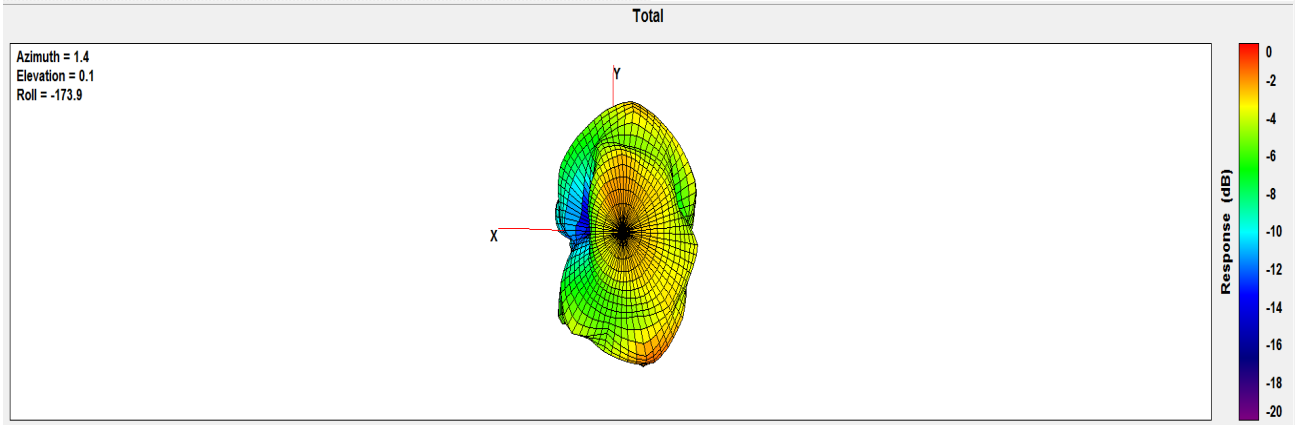 Total
Azimuth = 1.4
Elevation = 0.1
Roll = -173.9
Y
X
0
-2
-4
-6
-8
-10
-12
-14
-16
-18
-20
Response (dB)